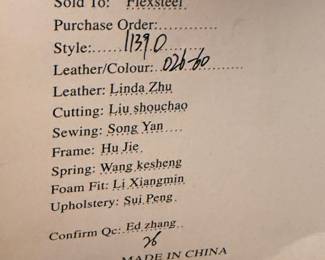 Sold To: Flexsteel
Purchase Order:
Style: 1139.0
Leather/Colour: 026-60
Leather: Linda Zhu
Cutting: Liu shouchao
Sewing: Song Yan
Frame: Hu Jie
Spring: Wang kesheng
Foam Fit: Li Xiangmin
Upholstery: Sui Peng
Confirm Qc: Ed zhang
26
MADE IN CHINA